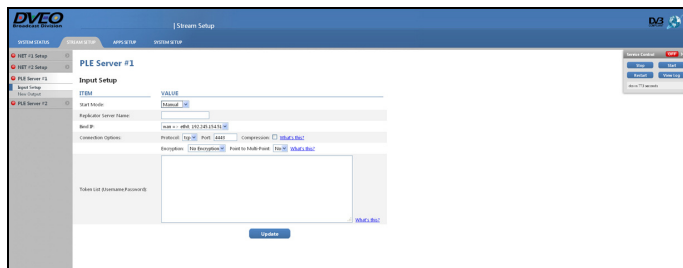 DVEO
Broadcast Division
| Stream Setup
DVB
SYSTEM STATUS
STREAM SETUP
APPS SETUP
SYSTEM SETUP
NET #1 Setup
NET #2 Setup
PLE Server #1
Input Setup
New Output
PLE Server #2
PLE Server #1
Input Setup
ITEM
VALUE
Start Mode:
Manual
Replicator Server Name:
Bind IP:
Connection Options:
Protocol: tcp Port: 4443 Compression: What's this?
Encryption: No Encryption Point to Multi-Point: No What's this?
Token List (Username:Password)
What's this?
Update
Service Control:
OFF
Stop
Start
Restart
View Log